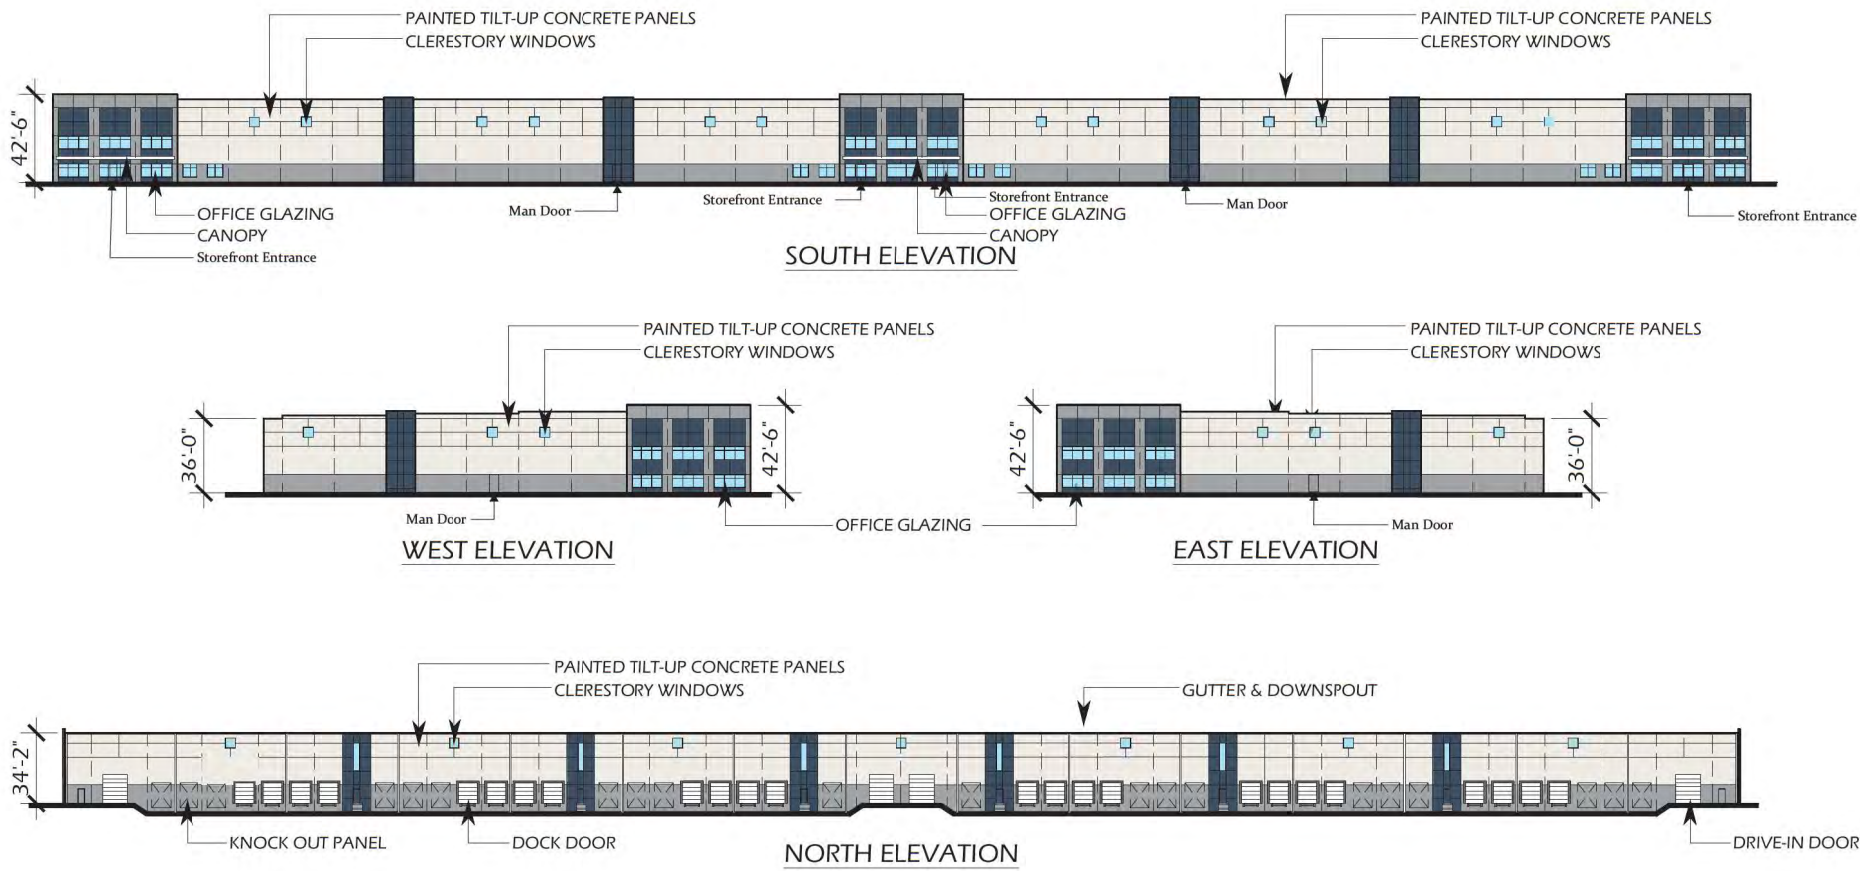 PAINTED TILT-UP CONCRETE PANELS
CLERESTORY WINDOWS
PAINTED TILT-UP CONCRETE PANELS
CLERESTORY WINDOWS
42'-6"
OFFICE GLAZING
CANOPY
Storefront Entrance
Man Door
Storefront Entrance
Storefront Entrance
OFFICE GLAZING
CANOPY
Man Door
Storefront Entrance
SOUTH ELEVATION
PAINTED TILT-UP CONCRETE PANELS
CLERESTORY WINDOWS
36'-0"
42'-6"
Man Door
OFFICE GLAZING
WEST ELEVATION
PAINTED TILT-UP CONCRETE PANELS
CLERESTORY WINDOWS
42'-6"
36'-0"
Man Door
EAST ELEVATION
PAINTED TILT-UP CONCRETE PANELS
CLERESTORY WINDOWS
GUTTER & DOWNSPOUT
34'-2"
KNOCK OUT PANEL
DOCK DOOR
DRIVE-IN DOOR
NORTH ELEVATION